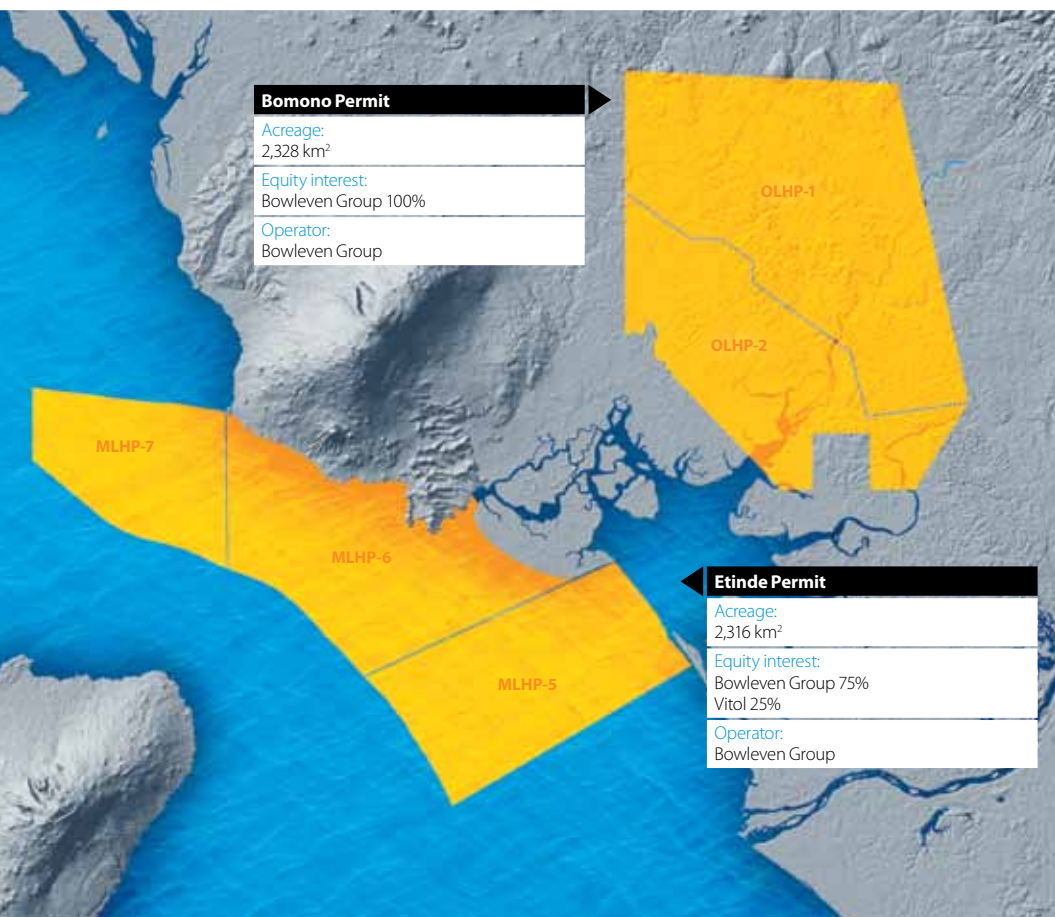 Bomono Permit
Acreage:
2,328 km²
Equity interest:
Bowleven Group 100%
Operator:
Bowleven Group
OLHP-1
OLHP-2
MLHP-7
MLHP-6
MLHP-5
Etinde Permit
Acreage:
2,316 km²
Equity interest:
Bowleven Group 75%
Vitol 25%
Operator:
Bowleven Group